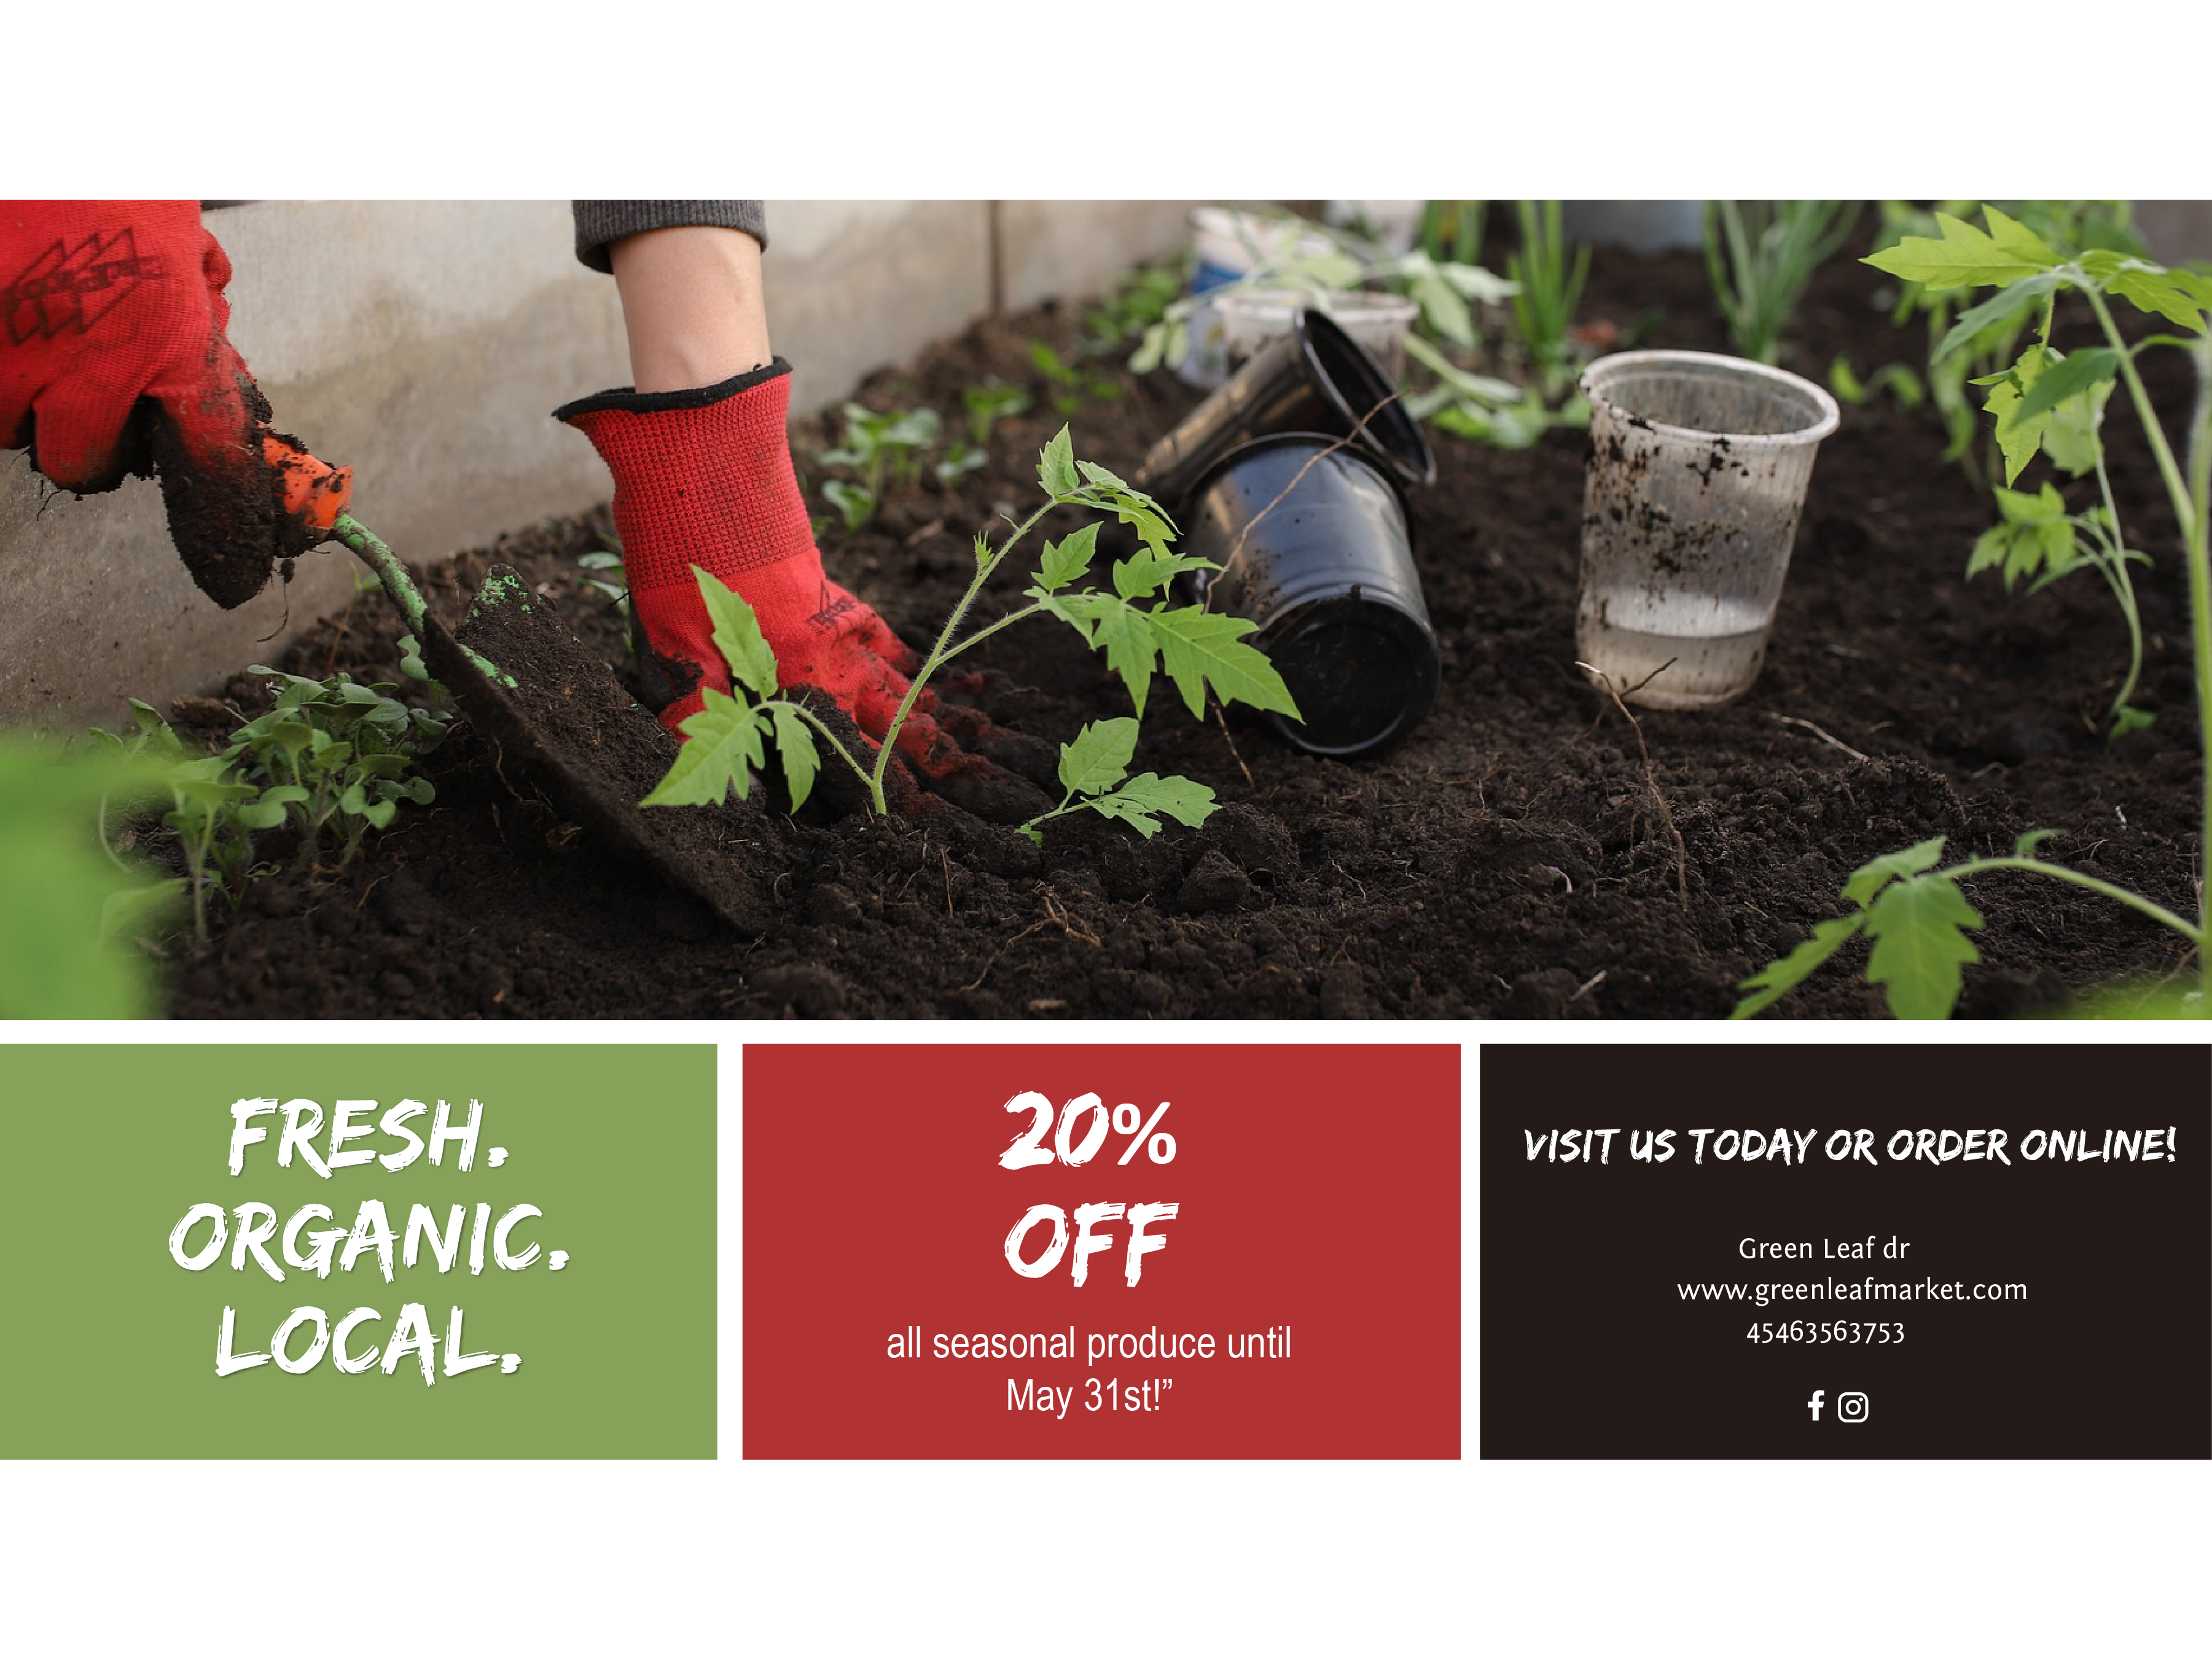 FRESH.
ORGANIC.
LOCAL.
20%
OFF
all seasonal produce until
May 31st!”
VISIT US TODAY OR ORDER ONLINE!
Green Leaf dr
www.greenleafmarket.com
45463563753